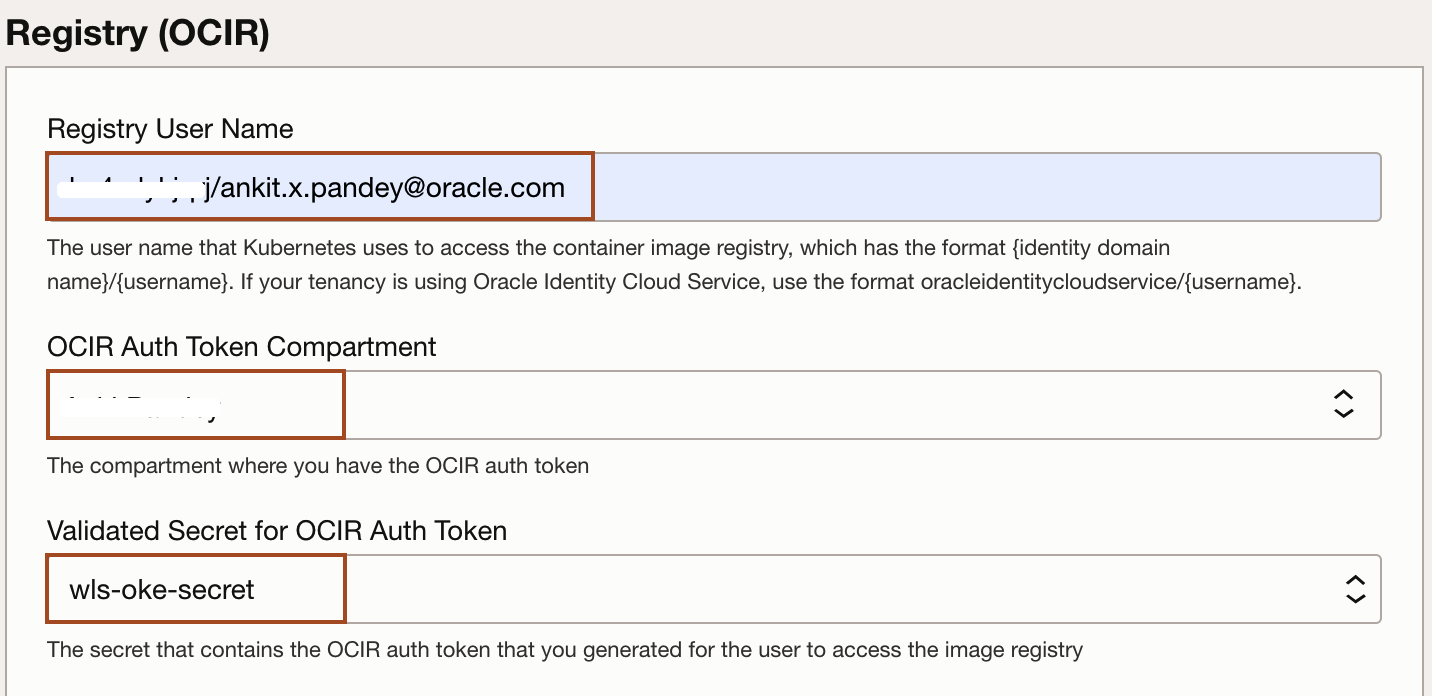 Registry (OCIR)
Registry User Name
/ankit.x.pandey@oracle.com
The user name that Kubernetes uses to access the container image registry, which has the format {identity domain
name}/{username}. If your tenancy is using Oracle Identity Cloud Service, use the format oracleidentitycloudservice/{username}.
OCIR Auth Token Compartment
The compartment where you have the OCIR auth token
Validated Secret for OCIR Auth Token
wls-oke-secret
The secret that contains the OCIR auth token that you generated for the user to access the image registry